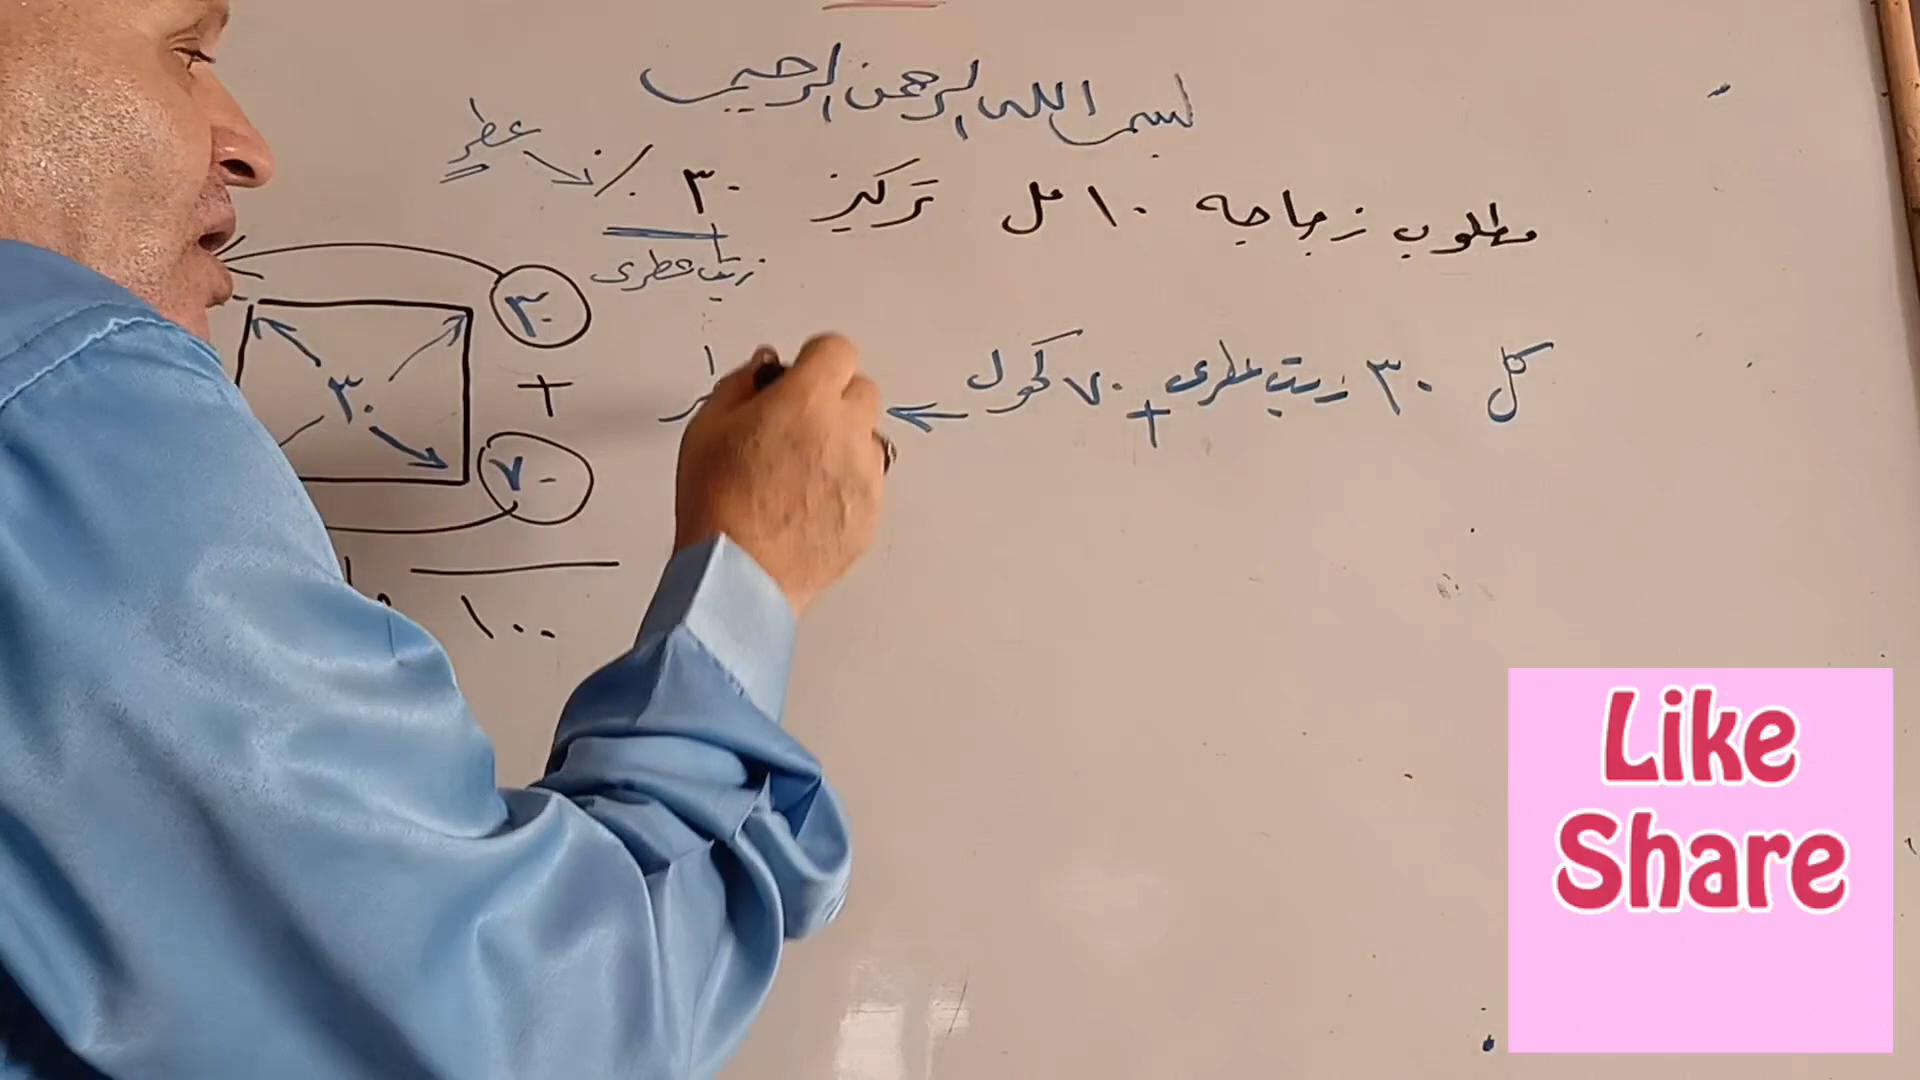 بسم الله الرحمن الرحيم
مطلوب زجاجه ١٠ مل تركيز ٣٠ ٪
عطر
زيت عطرى
كل ٣٠ زيت عطرى + ٧٠ كحول ←
٣٠
+
٧٠
٣٠
١٠٠
Like
Share